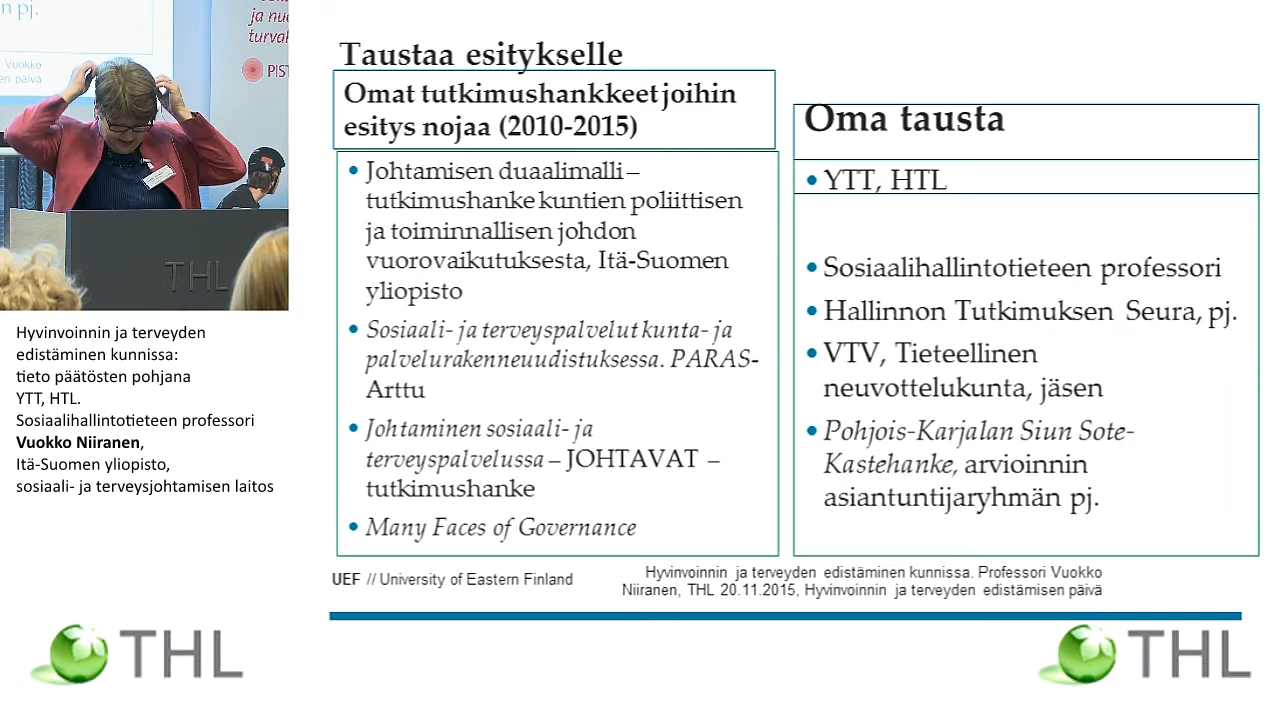 n pj.
ja nu
turval
PIST
Vuokko
en päivä
THL
Hyvinvoinnin ja terveyden
edistäminen kunnissa:
tieto päätösten pohjana
YTT, HTL.
Sosiaalihallintotieteen professori
Vuokko Niiranen,
Itä-Suomen yliopisto,
sosiaali- ja terveysjohtamisen laitos
Taustaa esitykselle
Omat tutkimushankkeet joihin
esitys nojaa (2010-2015)
• Johtamisen duaalimalli –
tutkimushanke kuntien poliittisen
ja toiminnallisen johdon
vuorovaikutuksesta, Itä-Suomen
yliopisto
• Sosiaali- ja terveyspalvelut kunta- ja
palvelurakenneuudistuksessa. PARAS-
Arttu
• Johtaminen sosiaali- ja
terveyspalvelussa – JOHTAVAT –
tutkimushanke
• Many Faces of Governance
Oma tausta
• YTT, HTL
• Sosiaalihallintotieteen professori
• Hallinnon Tutkimuksen Seura, pj.
• VTV, Tieteellinen
neuvottelukunta, jäsen
• Pohjois-Karjalan Siun Sote-
Kastehanke, arvioinnin
asiantuntijaryhmän pj.
UEF // University of Eastern Finland
Hyvinvoinnin ja terveyden edistäminen kunnissa. Professori Vuokko
Niiranen, THL 20.11.2015, Hyvinvoinnin ja terveyden edistämisen päivä
THL
THL